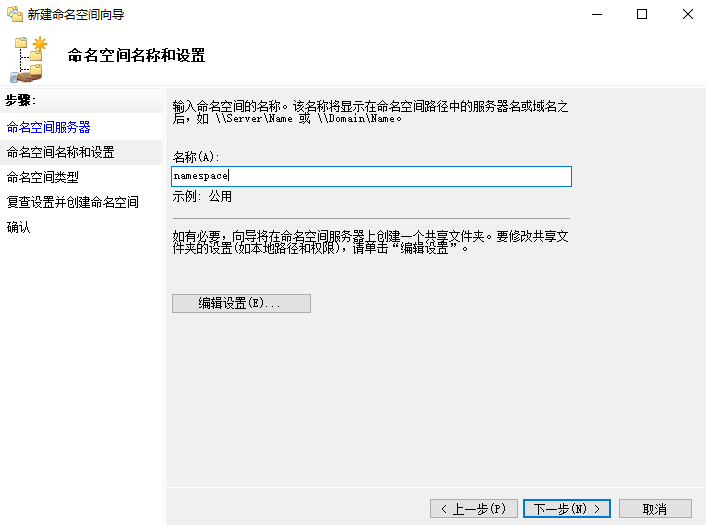 新建命名空间向导
命名空间名称和设置
步骤:
命名空间服务器
命名空间名称和设置
命名空间类型
复查设置并创建命名空间
确认
输入命名空间的名称。该名称将显示在命名空间路径中的服务器名或域名之
后，如 \\Server\Name 或 \\Domain\Name。
名称(A):
namespace
示例: 公用
如有必要，向导将在命名空间服务器上创建一个共享文件夹。要修改共享文
件夹的设置(如本地路径和权限)，请单击“编辑设置”。
编辑设置(E)...
< 上一步(P)
下一步(N) >
取消